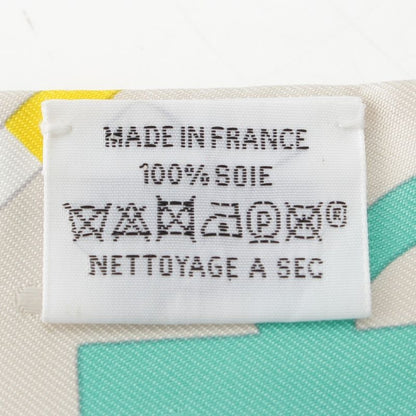 MADE IN FRANCE
100% SOIE
P ®
NETTOYAGE A SEC